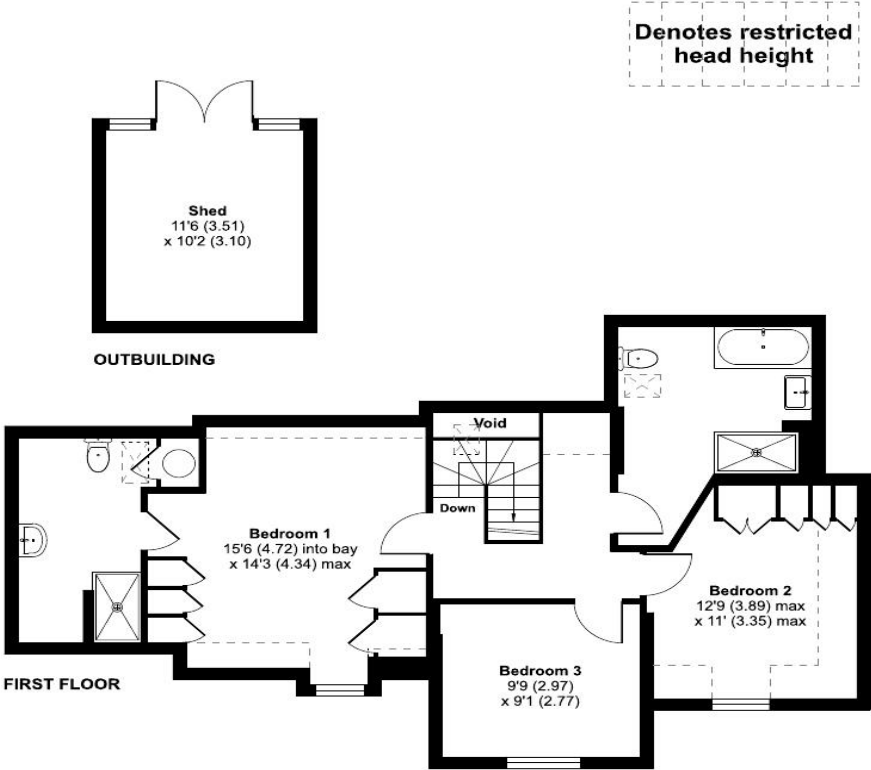 Denotes restricted
head height
Shed
11'6 (3.51)
x 10'2 (3.10)
OUTBUILDING
Void
Down
Bedroom 1
15'6 (4.72) into bay
x 14'3 (4.34) max
Bedroom 2
12'9 (3.89) max
x 11' (3.35) max
Bedroom 3
9'9 (2.97)
x 9'1 (2.77)
FIRST FLOOR